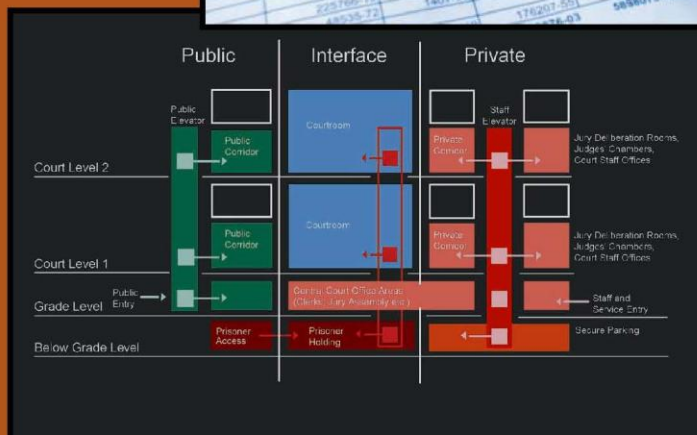 Public
Interface
Private
Public
Elevator
Staff
Elevator
Courtroom
Public
Corridor
Private
Corridor
Jury Deliberation Rooms,
Judges' Chambers,
Court Staff Offices
Court Level 2
Courtroom
Public
Corridor
Private
Corridor
Jury Deliberation Rooms,
Judges' Chambers,
Court Staff Offices
Court Level 1
Public
Entry
Central Court Office Areas
(Clerk, Jury Assembly etc.)
Staff and
Service Entry
Grade Level
Prisoner
Access
Prisoner
Holding
Secure Parking
Below Grade Level